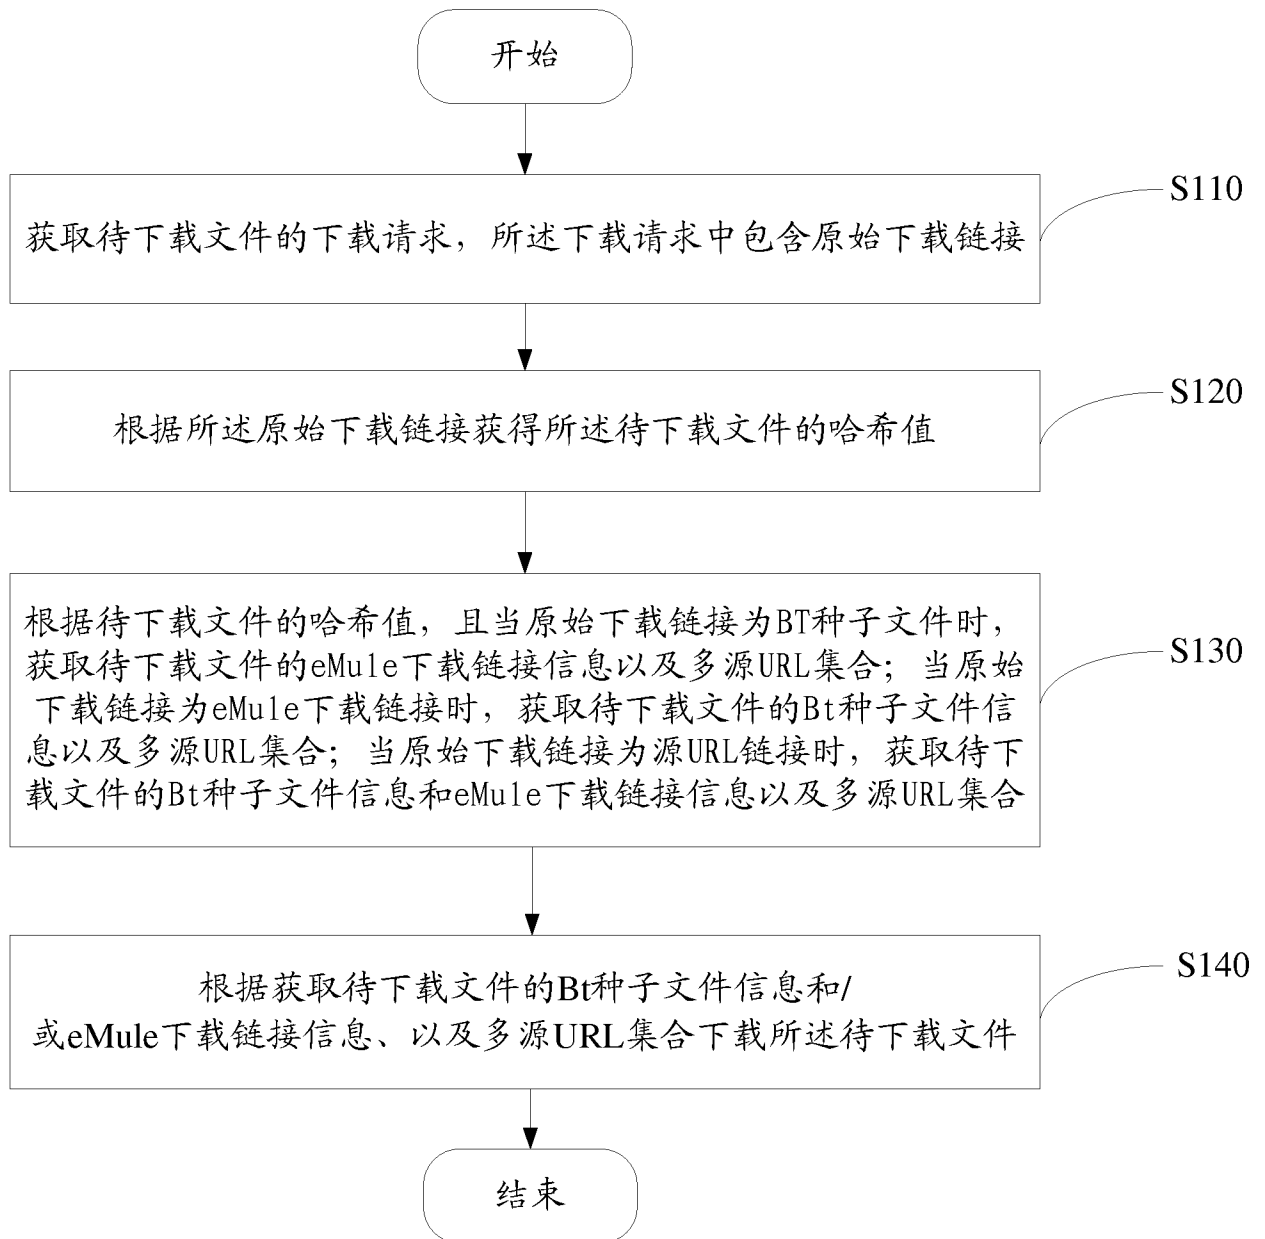 开始
获取待下载文件的下载请求，所述下载请求中包含原始下载链接
S110
根据所述原始下载链接获得所述待下载文件的哈希值
S120
根据待下载文件的哈希值，且当原始下载链接为BT种子文件时，
获取待下载文件的eMule下载链接信息以及多源URL集合；当原始
下载链接为eMule下载链接时，获取待下载文件的Bt种子文件信
息以及多源URL集合；当原始下载链接为源URL链接时，获取待下
载文件的Bt种子文件信息和eMule下载链接信息以及多源URL集合
S130
根据获取待下载文件的Bt种子文件信息和/
或eMule下载链接信息、以及多源URL集合下载所述待下载文件
S140
结束